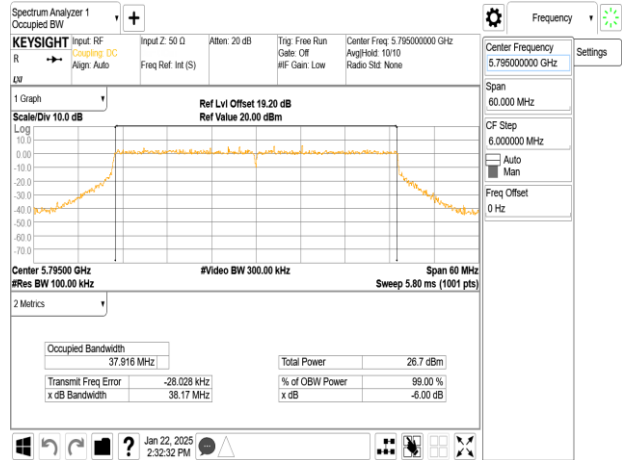 Spectrum Analyzer 1
Occupied BW
Frequency
KEYSIGHT
R
LXI
Input: RF
Coupling: DC
Align: Auto
Input Z: 50 Ω
Freq Ref: Int (S)
Atten: 20 dB
Trig: Free Run
Gate: Off
#IF Gain: Low
Center Freq: 5.795000000 GHz
Avg|Hold: 10/10
Radio Std: None
Center Frequency
5.795000000 GHz
Settings
Span
60.000 MHz
CF Step
6.000000 MHz
Auto
Man
Freq Offset
0 Hz
1 Graph
Scale/Div 10.0 dB
Ref Lvl Offset 19.20 dB
Ref Value 20.00 dBm
Log
10.0
0.00
-10.0
-20.0
-30.0
-40.0
-50.0
-60.0
-70.0
Center 5.79500 GHz
#Video BW 300.00 kHz
Span 60 MHz
#Res BW 100.00 kHz
Sweep 5.80 ms (1001 pts)
2 Metrics
Occupied Bandwidth
37.916 MHz
Total Power 26.7 dBm
Transmit Freq Error -28.028 kHz
% of OBW Power 99.00 %
x dB Bandwidth 38.17 MHz
x dB -6.00 dB
Jan 22, 2025
2:32:32 PM